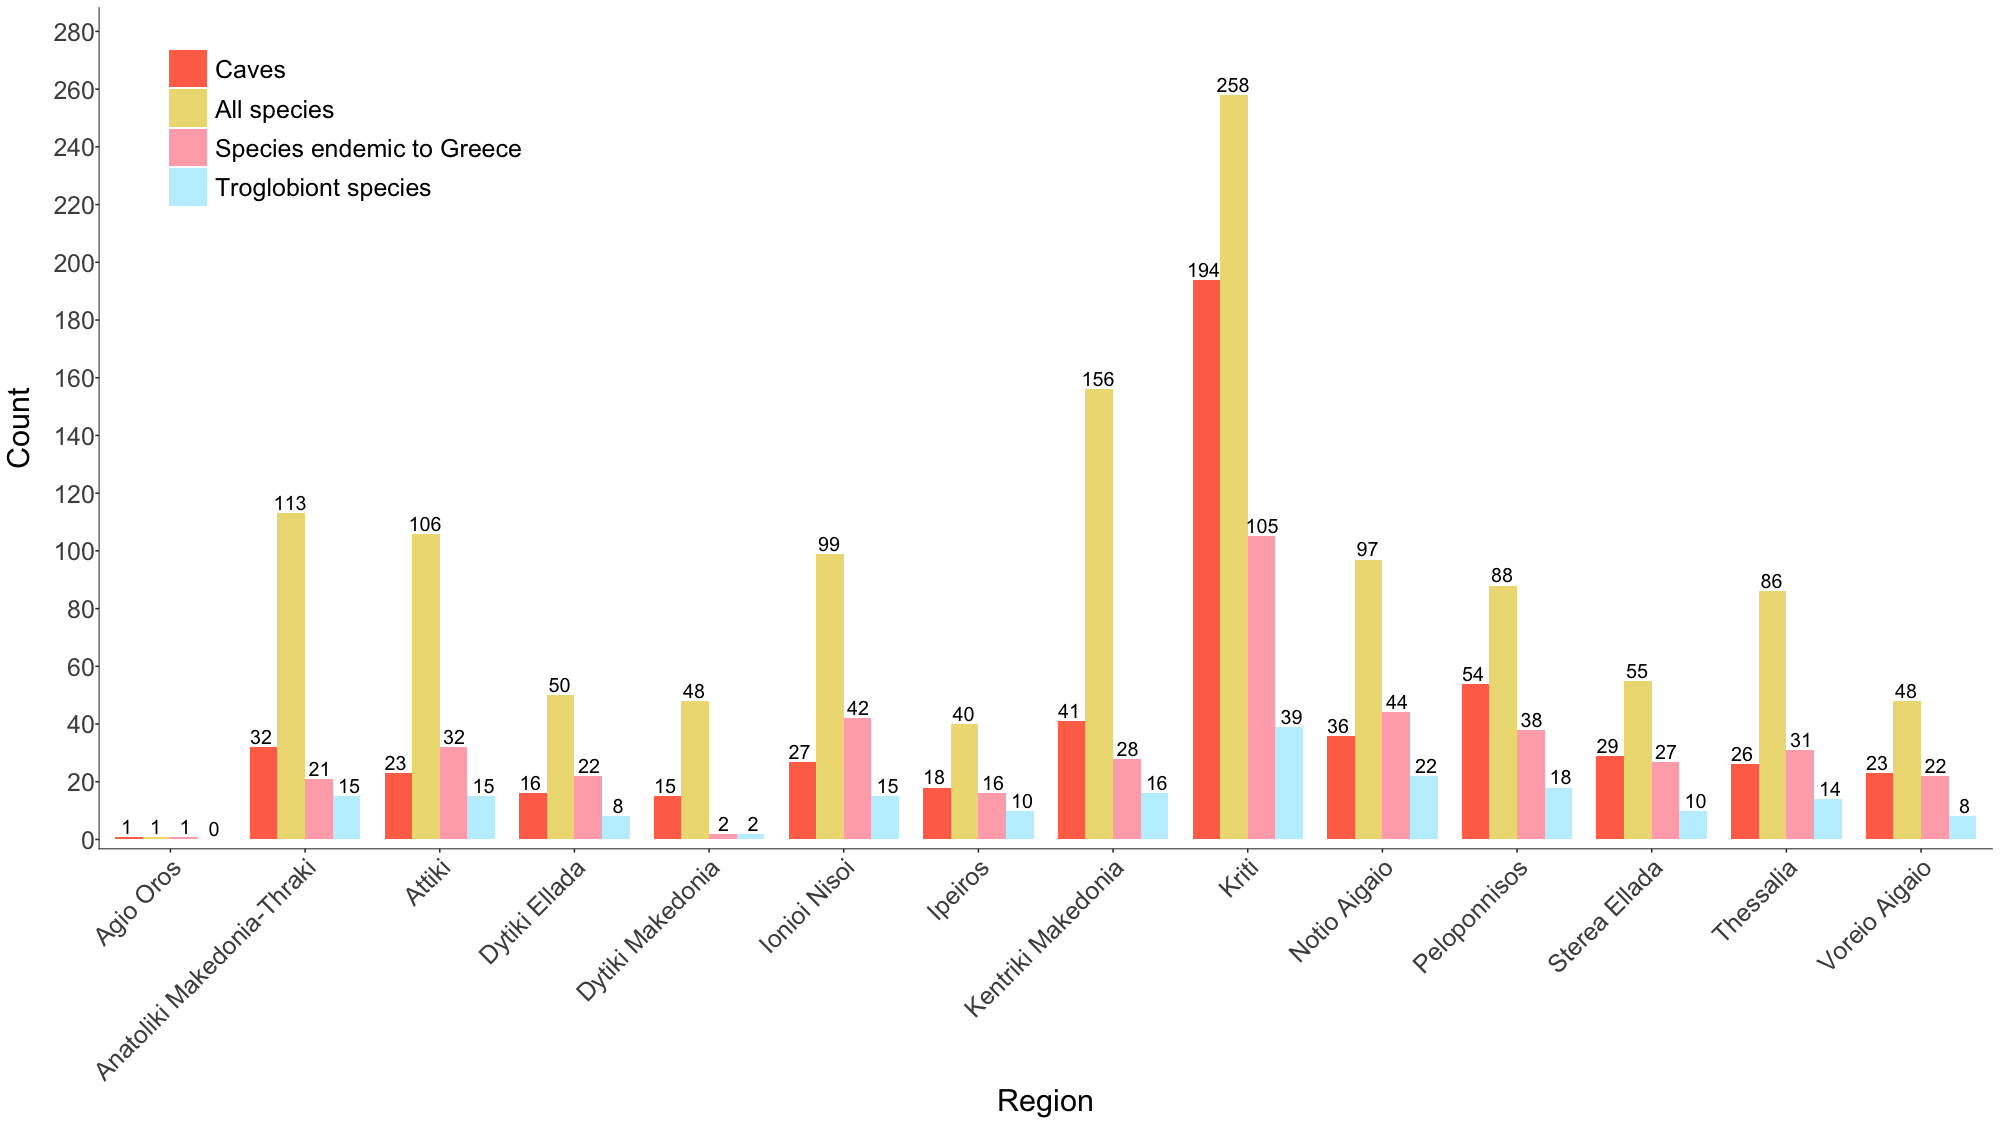 280
260
240
220
200
180
160
140
120
100
80
60
40
20
0
Count
Caves
All species
Species endemic to Greece
Troglobiont species
1 1 1 0
32 113 21 15
23 106 32 15
16 50 22 8
15 48 2 2
27 99 42 15
18 40 16 10
41 156 28 16
194 258 105 39
36 97 44 22
54 88 38 18
29 55 27 10
26 86 31 14
23 48 22 8
Agio Oros
Anatoliki Makedonia-Thraki
Attiki
Dytiki Ellada
Dytiki Makedonia
Ionioi Nisoi
Ipeiros
Kentriki Makedonia
Kriti
Notio Aigaio
Peloponnisos
Sterea Ellada
Thessalia
Voreio Aigaio
Region